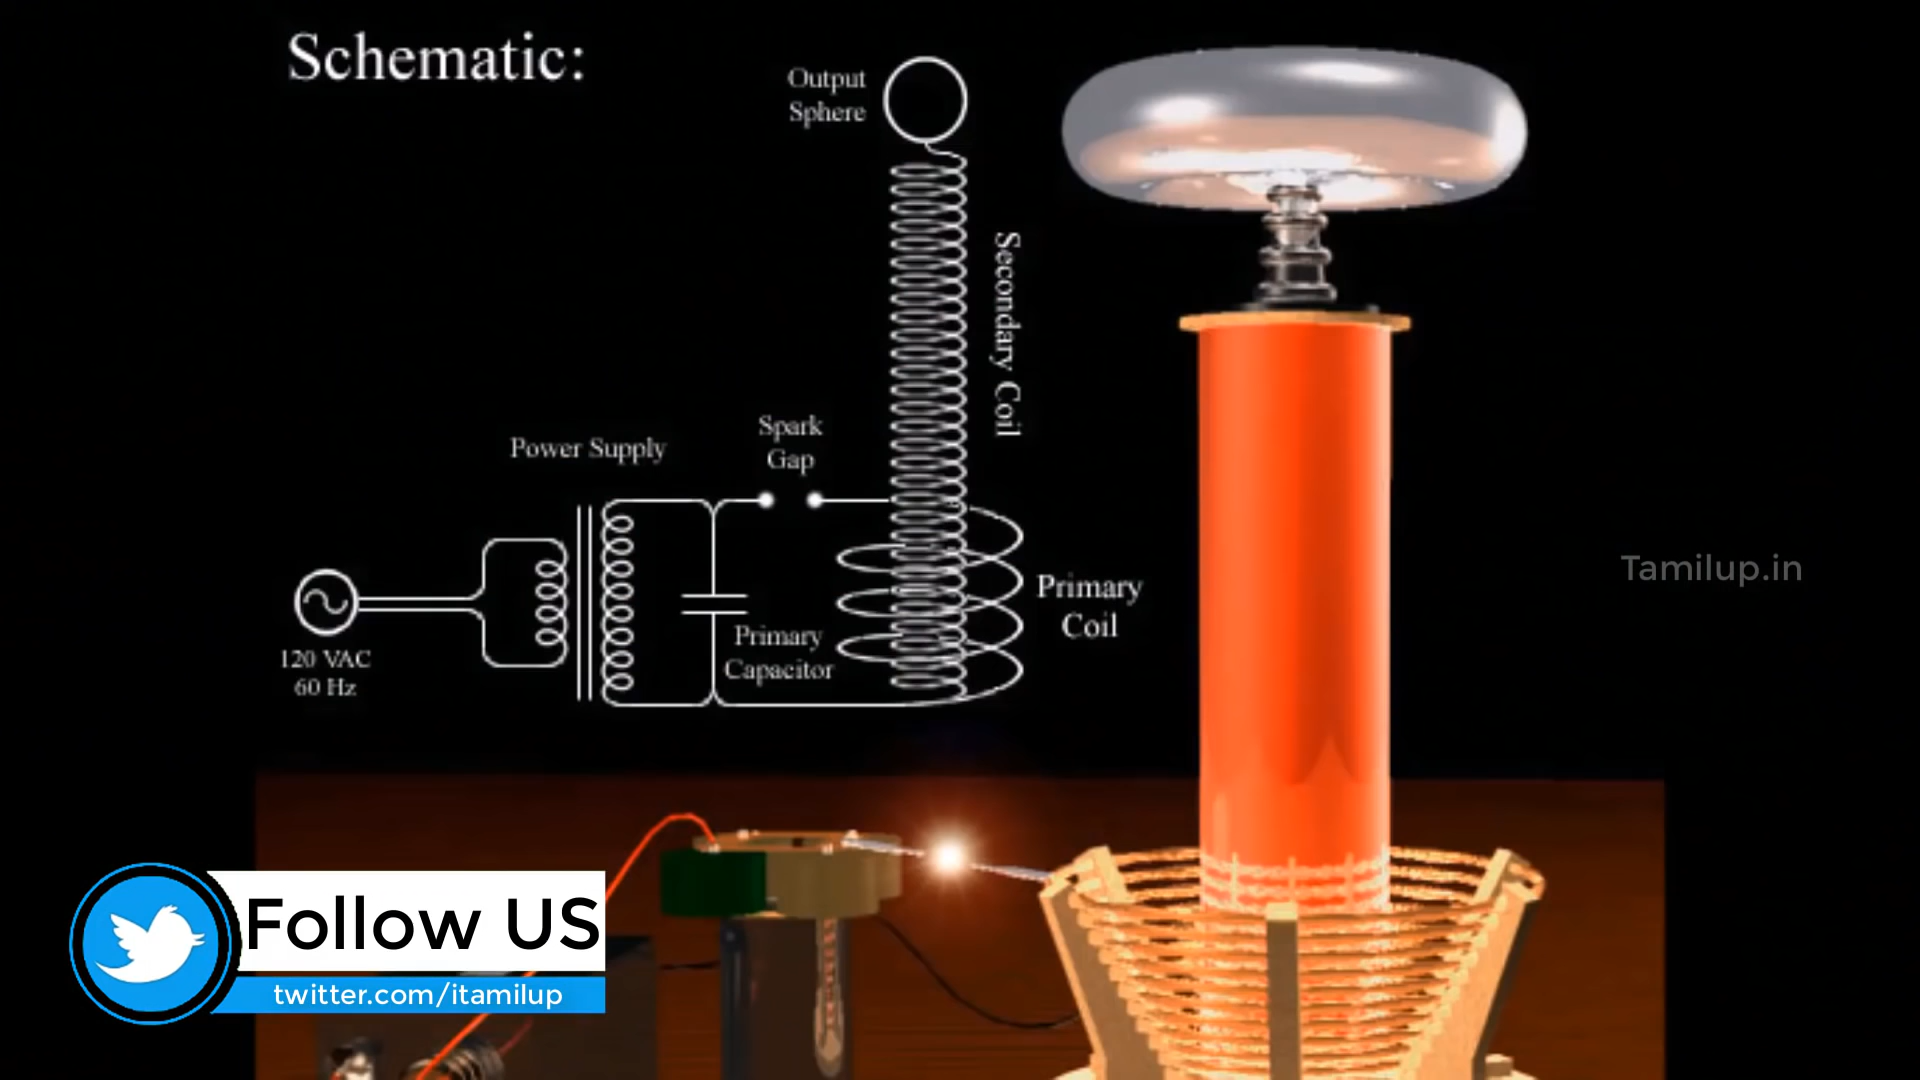 Schematic:
Output
Sphere
Secondary Coil
Spark
Gap
Power Supply
Primary
Coil
Primary
Capacitor
120 VAC
60 Hz
Tamilup.in
Follow US
twitter.com/itamilup